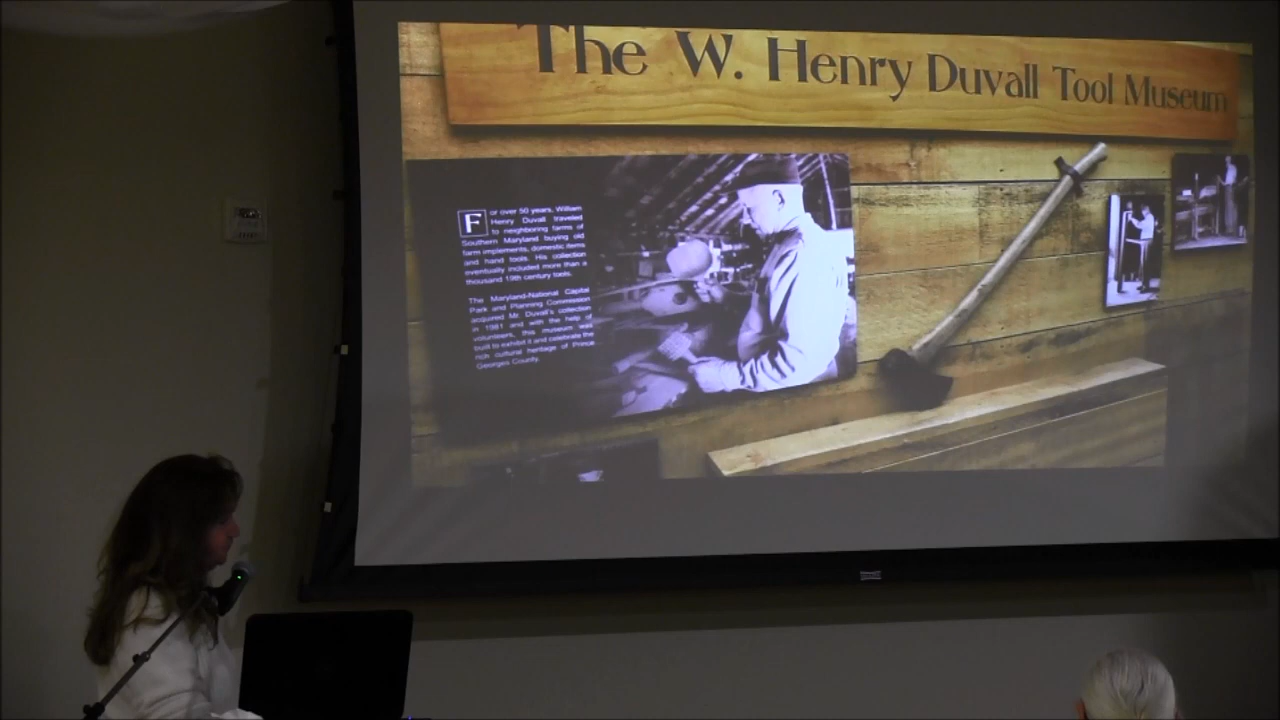 The W. Henry Duvall Tool Museum
For over 50 years, William
Henry Duvall traveled
to neighboring farms of
Southern Maryland buying old
farm implements, domestic items
and hand tools. His collection
eventually included more than a
thousand 19th century tools.
The Maryland-National Capital
Park and Planning Commission
acquired Mr. Duvall's collection
in 1981 and with the help of
volunteers, this museum was
built to exhibit it and celebrate the
rich cultural heritage of Prince
Georges County.